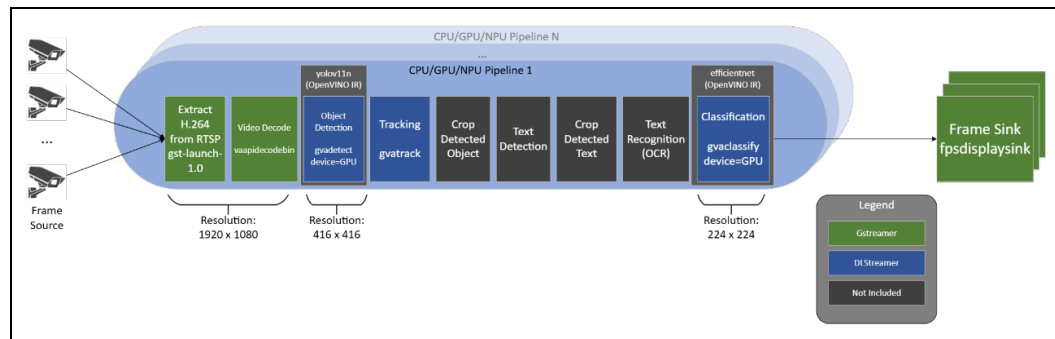 CPU/GPU/NPU Pipeline N
...
CPU/GPU/NPU Pipeline 1
...
Frame
Source
Extract
H.264
from RTSP
gst-launch-
1.0
Video Decode
vaapidecodebin
yolov11n
(OpenVINO IR)
Object
Detection
gvadetect
device=GPU
Tracking
gvatrack
Crop
Detected
Object
Text
Detection
Crop
Detected
Text
Text
Recognition
(OCR)
efficientnet
(OpenVINO IR)
Classification
gvaclassify
device=GPU
Frame Sink
fpsdisplaysink
Resolution:
1920 x 1080
Resolution:
416 x 416
Resolution:
224 x 224
Legend
Gstreamer
DLStreamer
Not Included